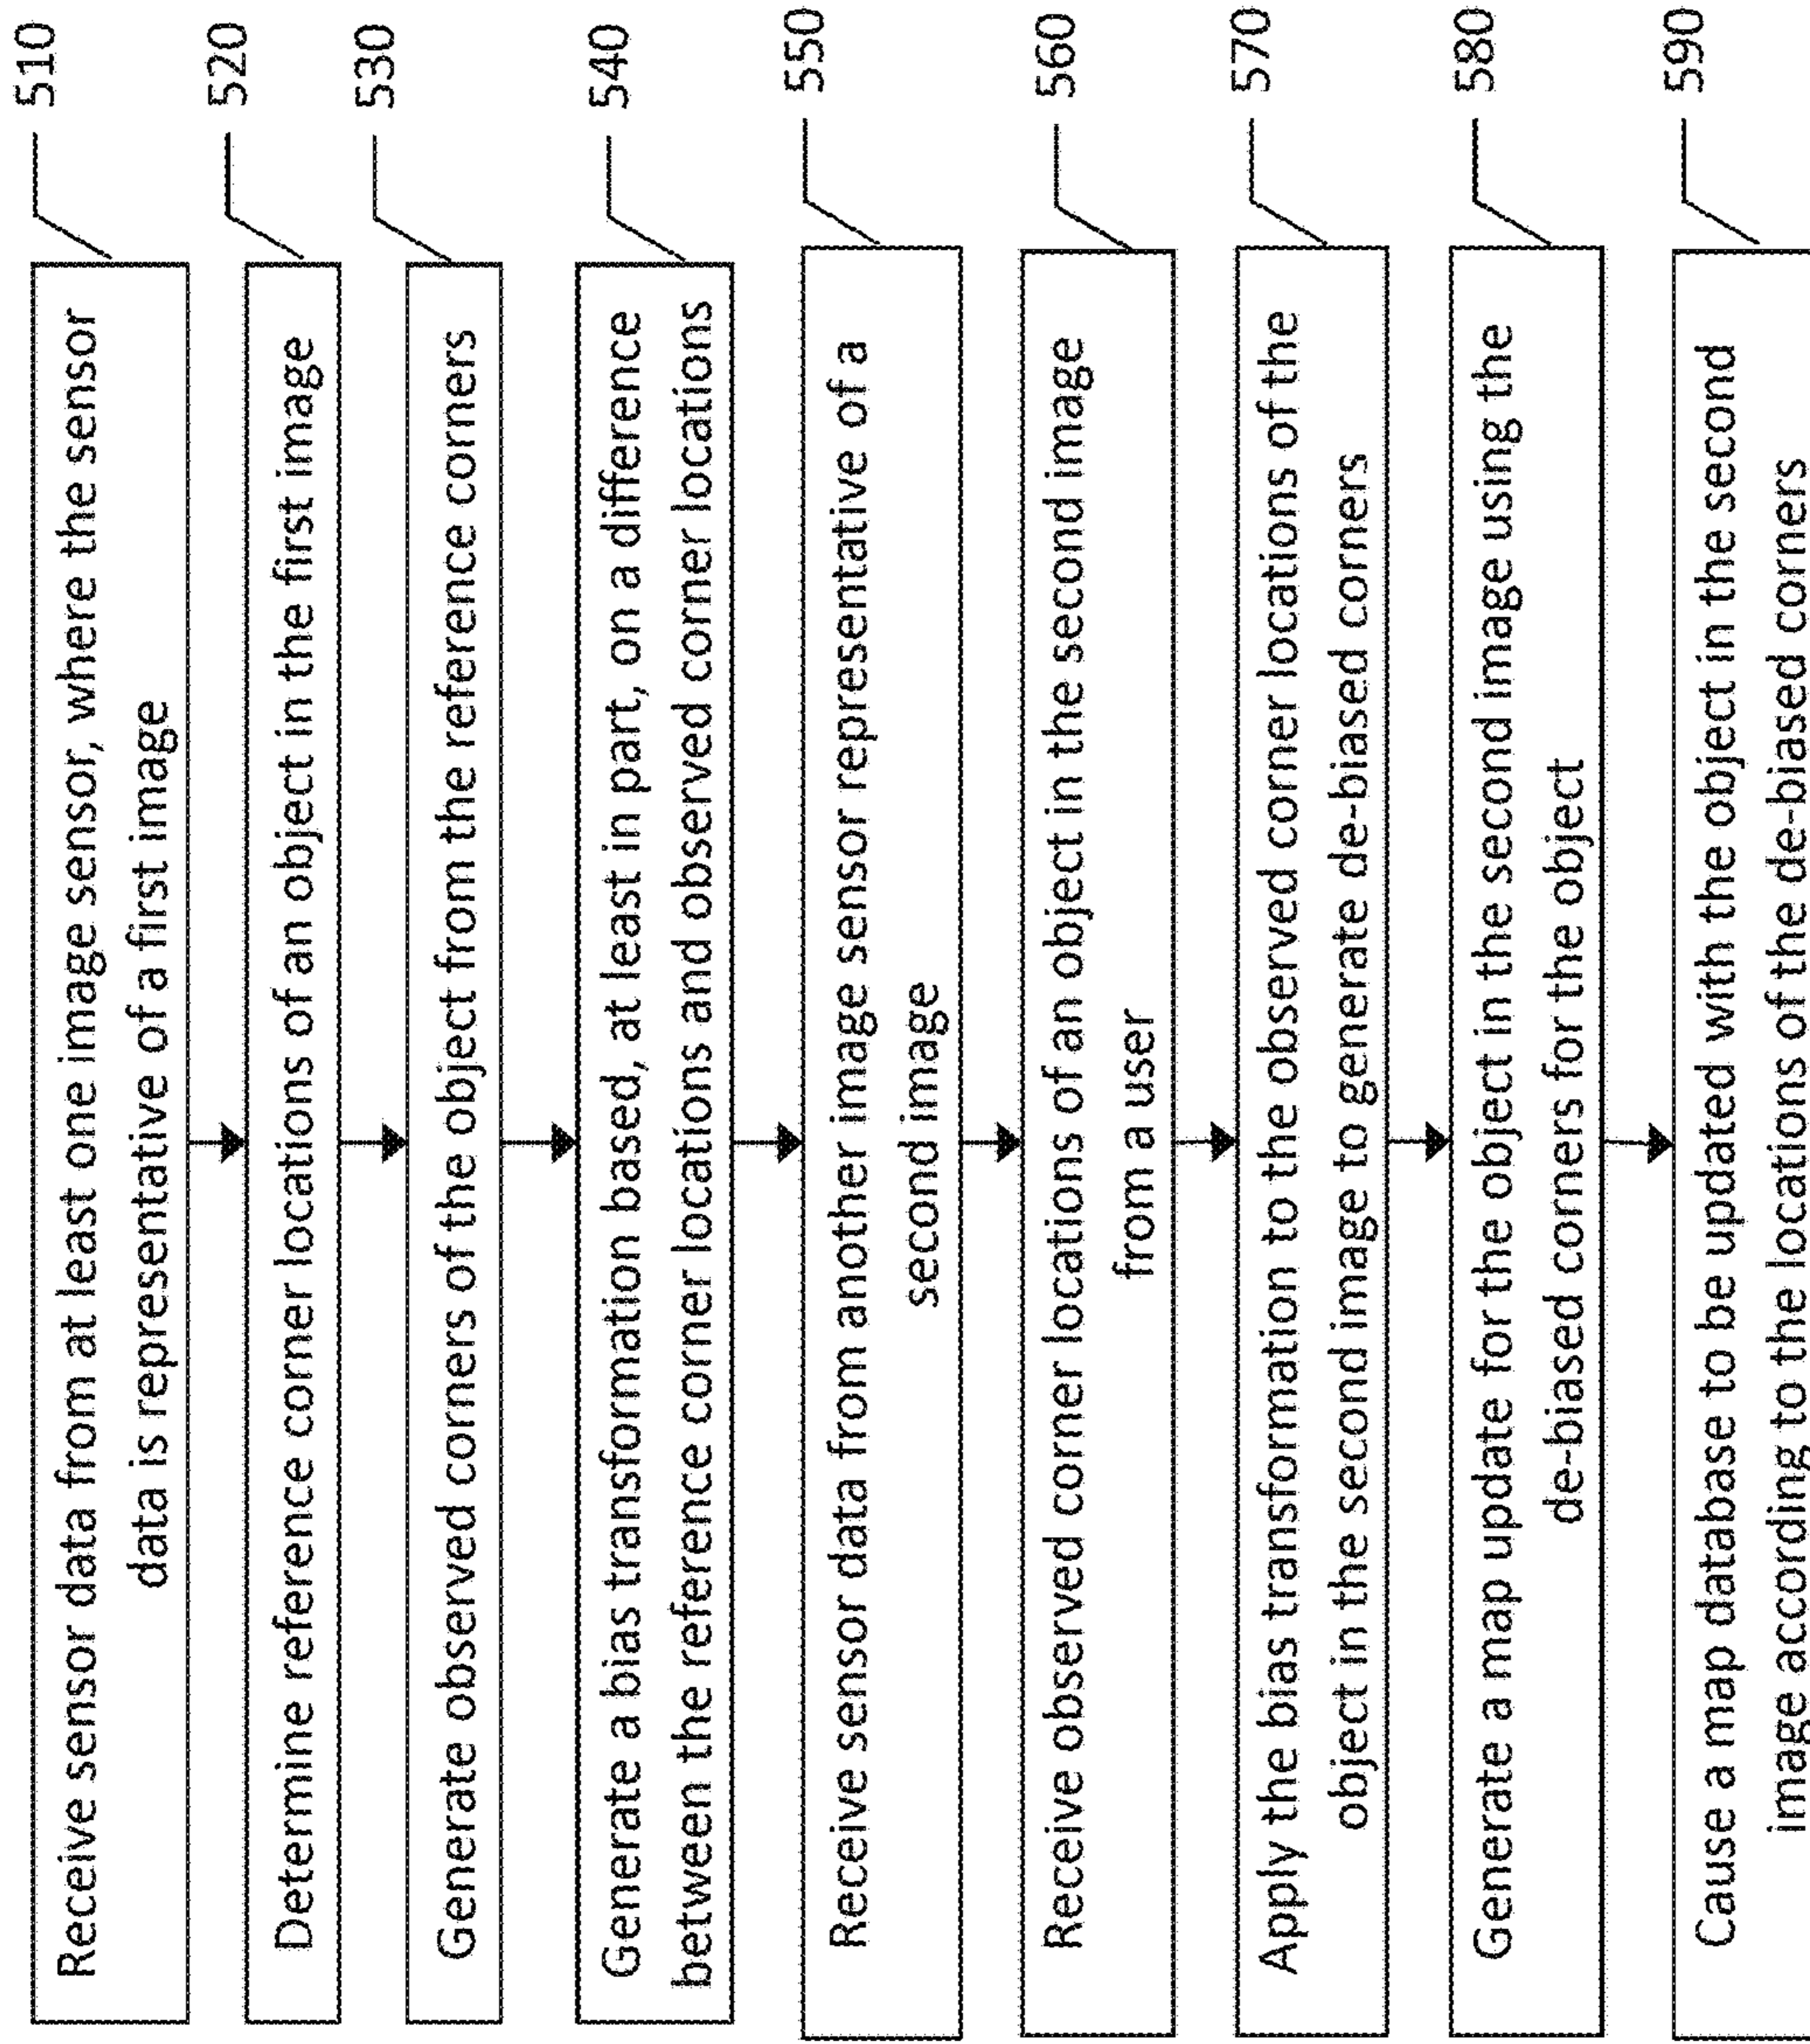 Receive sensor data from at least one image sensor, where the sensor
data is representative of a first image
510
Determine reference corner locations of an object in the first image
520
Generate observed corners of the object from the reference corners
530
Generate a bias transformation based, at least in part, on a difference
between the reference corner locations and observed corner locations
540
Receive sensor data from another image sensor representative of a
second image
550
Receive observed corner locations of an object in the second image
from a user
560
Apply the bias transformation to the observed corner locations of the
object in the second image to generate de-biased corners
570
Generate a map update for the object in the second image using the
de-biased corners for the object
580
Cause a map database to be updated with the object in the second
image according to the locations of the de-biased corners
590